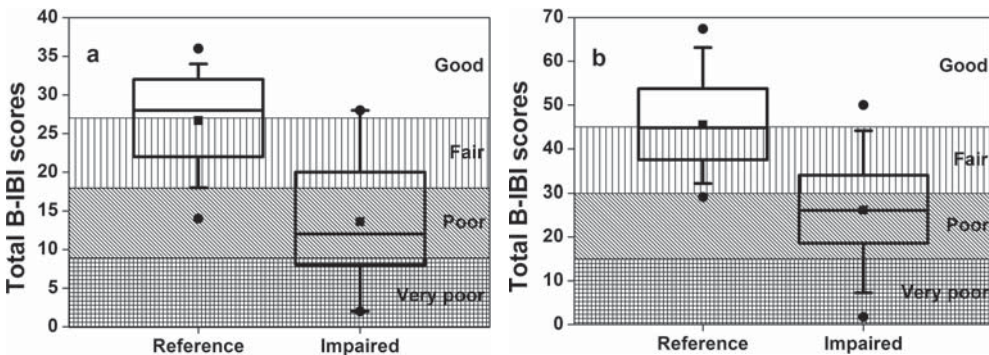 Total B-IBI scores
40
35
30
25
20
15
10
5
0
a
Good
Fair
Poor
Very poor
Reference
Impaired
Total B-IBI scores
70
60
50
40
30
20
10
0
b
Good
Fair
Poor
Very poor
Reference
Impaired